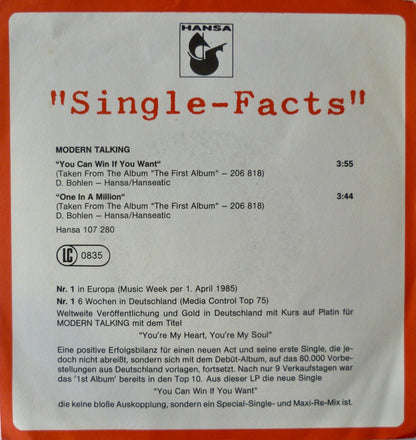 HANSA
"Single-Facts"
MODERN TALKING
"You Can Win If You Want" 3:55
(Taken From The Album "The First Album" – 206 818)
D. Bohlen – Hansa/Hanseatic
"One In A Million" 3:44
(Taken From The Album "The First Album" – 206 818)
D. Bohlen – Hansa/Hanseatic
Hansa 107 280
LC 0835
Nr. 1 in Europa (Music Week per 1. April 1985)
Nr. 1 6 Wochen in Deutschland (Media Control Top 75)
Weltweite Veröffentlichung und Gold in Deutschland mit Kurs auf Platin für
MODERN TALKING mit dem Titel
"You're My Heart, You're My Soul"
Eine positive Erfolgsbilanz für einen neuen Act und seine erste Single, die je-
doch nicht abreißt, sondern sich mit dem Debüt-Album, auf das 80.000 Vorbe-
stellungen aus Deutschland vorlagen, fortsetzt. Nach nur 9 Verkaufstagen war
das '1st Album' bereits in den Top 10. Aus dieser LP die neue Single
"You Can Win If You Want"
die keine bloße Auskopplung, sondern ein Special-Single- und Maxi-Re-Mix ist.